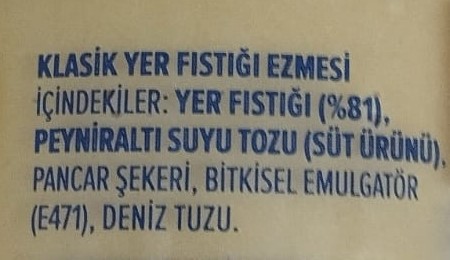 KLASİK YER FISTIĞI EZMESİ
İÇİNDEKİLER: YER FISTIĞI (%81),
PEYNİRALTI SUYU TOZU (SÜT ÜRÜNÜ),
PANCAR ŞEKERİ, BİTKİSEL EMULGATÖR
(E471), DENİZ TUZU.